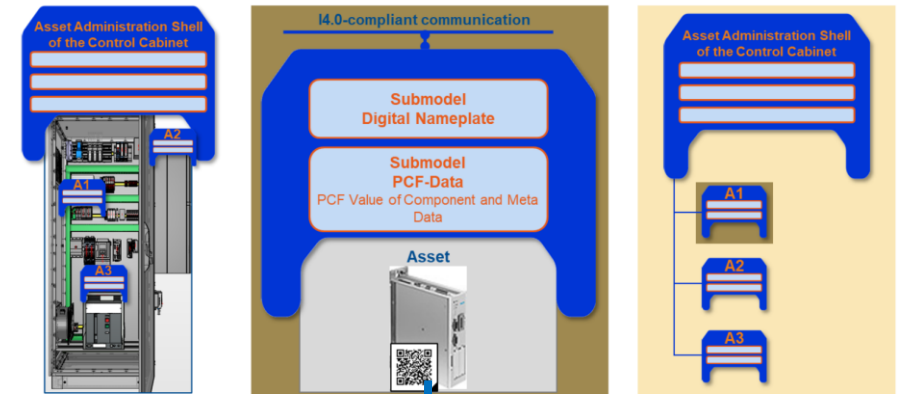 Asset Administration Shell
of the Control Cabinet
A2
A1
A3
I4.0-compliant communication
Submodel
Digital Nameplate
Submodel
PCF-Data
PCF Value of Component and Meta
Data
Asset
Asset Administration Shell
of the Control Cabinet
A1
A2
A3